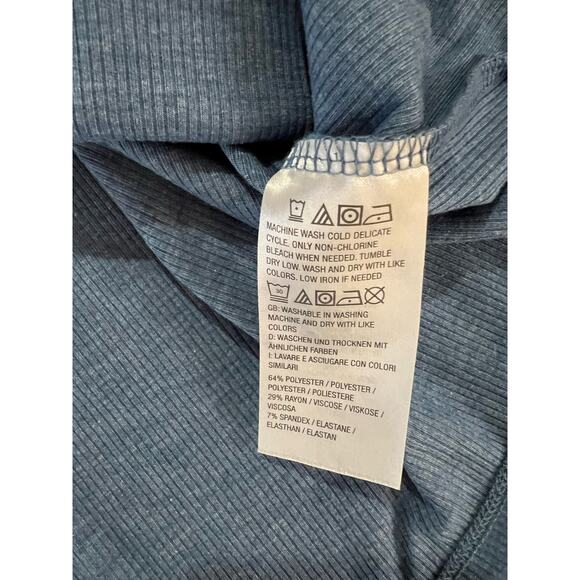 MACHINE WASH COLD DELICATE
CYCLE. ONLY NON-CHLORINE
BLEACH WHEN NEEDED. TUMBLE
DRY LOW. WASH AND DRY WITH LIKE
COLORS. LOW IRON IF NEEDED
30
GB: WASHABLE IN WASHING
MACHINE AND DRY WITH LIKE
COLORS
D: WASCHEN UND TROCKNEN MIT
ÄHNLICHEN FARBEN
I: LAVARE E ASCIUGARE CON COLORI
SIMILARI
64% POLYESTER / POLYESTER /
POLYESTER / POLIESTERE
29% RAYON / VISCOSE / VISKOSE /
VISCOSA
7% SPANDEX / ELASTANE /
ELASTHAN / ELASTAN